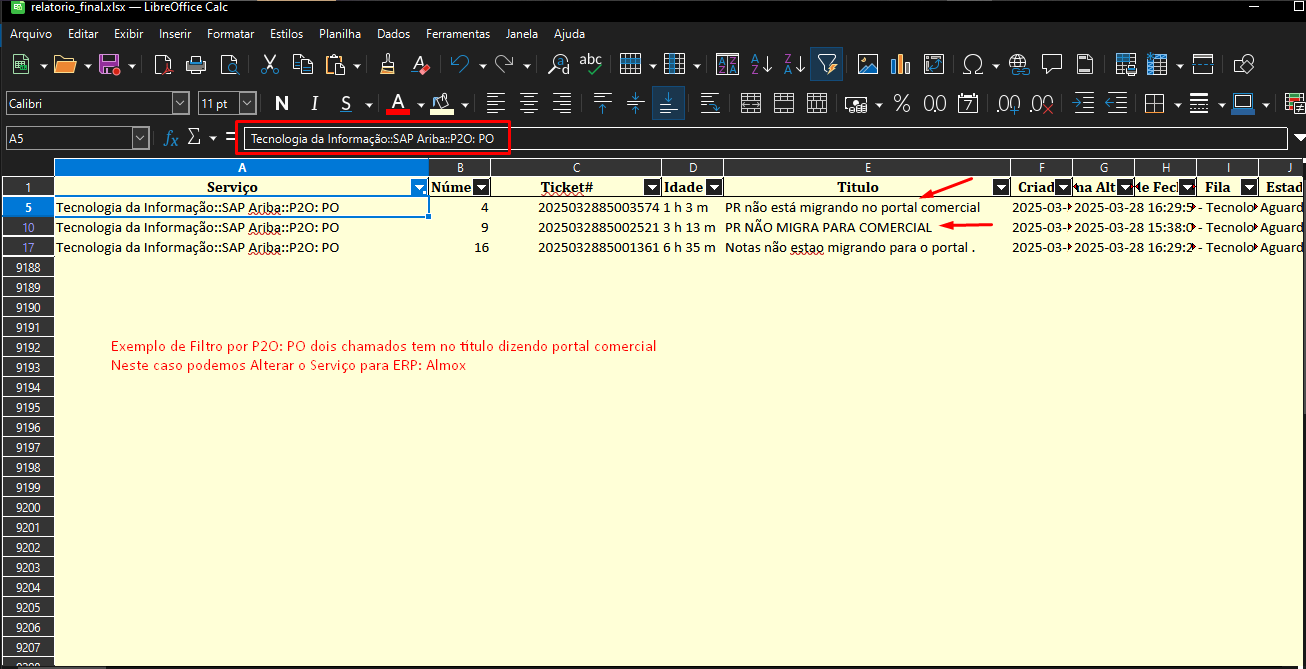 relatorio_final.xlsx — LibreOffice Calc
Arquivo Editar Exibir Inserir Formatar Estilos Planilha Dados Ferramentas Janela Ajuda
Calibri 11 pt N I S A % 0.0 7 .00 .00
A5 fx Σ = Tecnologia da Informação::SAP Ariba::P2O: PO
A B C D E F G H I J
1 Serviço Núme Ticket# Idade Titulo Criad na Alt de Fecl Fila Estad
5 Tecnologia da Informação::SAP Ariba::P2O: PO 4 2025032885003574 1 h 3 m PR não está migrando no portal comercial 2025-03- 2025-03-28 16:29:5 - Tecnolo Aguard
10 Tecnologia da Informação::SAP Ariba::P2O: PO 9 2025032885002521 3 h 13 m PR NÃO MIGRA PARA COMERCIAL 2025-03- 2025-03-28 15:38:0 - Tecnolo Aguard
17 Tecnologia da Informação::SAP Ariba::P2O: PO 16 2025032885001361 6 h 35 m Notas não estao migrando para o portal . 2025-03- 2025-03-28 16:29:2 - Tecnolo Aguard
9188
9189
9190
9191
9192 Exemplo de Filtro por P2O: PO dois chamados tem no titulo dizendo portal comercial
9193 Neste caso podemos Alterar o Serviço para ERP: Almox
9194
9195
9196
9197
9198
9199
9200
9201
9202
9203
9204
9205
9206
9207